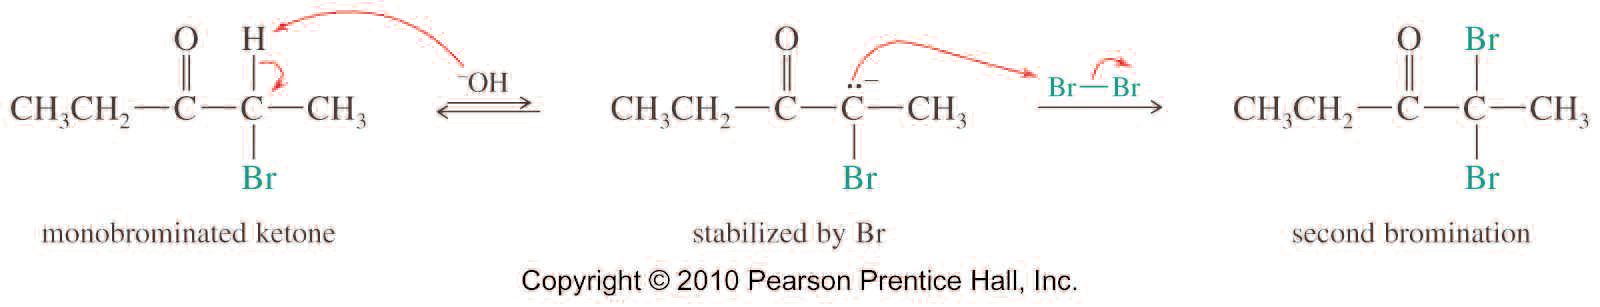 O H O O Br
⁻OH Br—Br
CH₃CH₂—C—C—CH₃ CH₃CH₂—C—C̈⁻—CH₃ CH₃CH₂—C—C—CH₃
Br Br Br
monobrominated ketone stabilized by Br second bromination
Copyright © 2010 Pearson Prentice Hall, Inc.